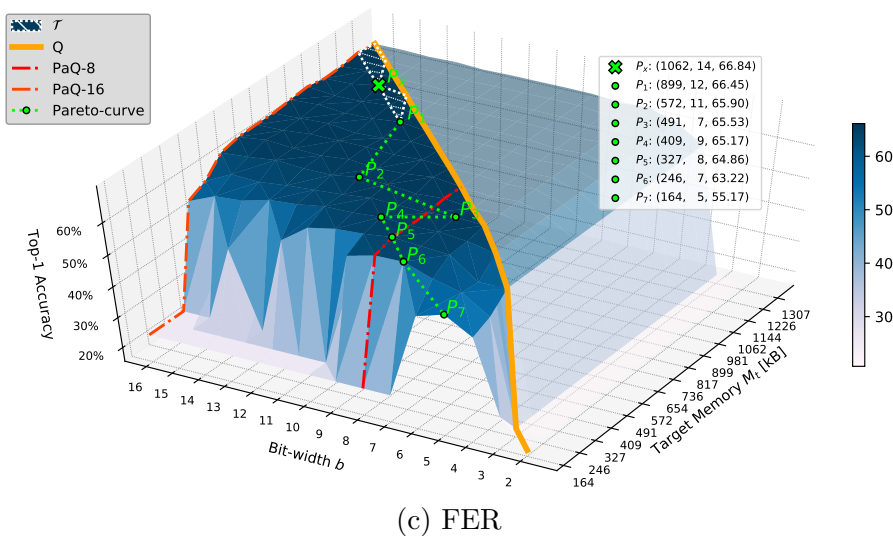 𝒯
Q
PaQ-8
PaQ-16
Pareto-curve
Pₓ: (1062, 14, 66.84)
P₁: (899, 12, 66.45)
P₂: (572, 11, 65.90)
P₃: (491, 7, 65.53)
P₄: (409, 9, 65.17)
P₅: (327, 8, 64.86)
P₆: (246, 7, 63.22)
P₇: (164, 5, 55.17)
P₂
P₄
P₅
P₆
P₇
Top-1 Accuracy
60%
50%
40%
30%
20%
16
15
14
13
12
11
10
9
8
7
6
5
4
3
2
Bit-width b
164
246
327
409
491
572
654
736
817
899
981
1062
1144
1226
1307
Target Memory Mₜ [kB]
60
50
40
30
(c) FER